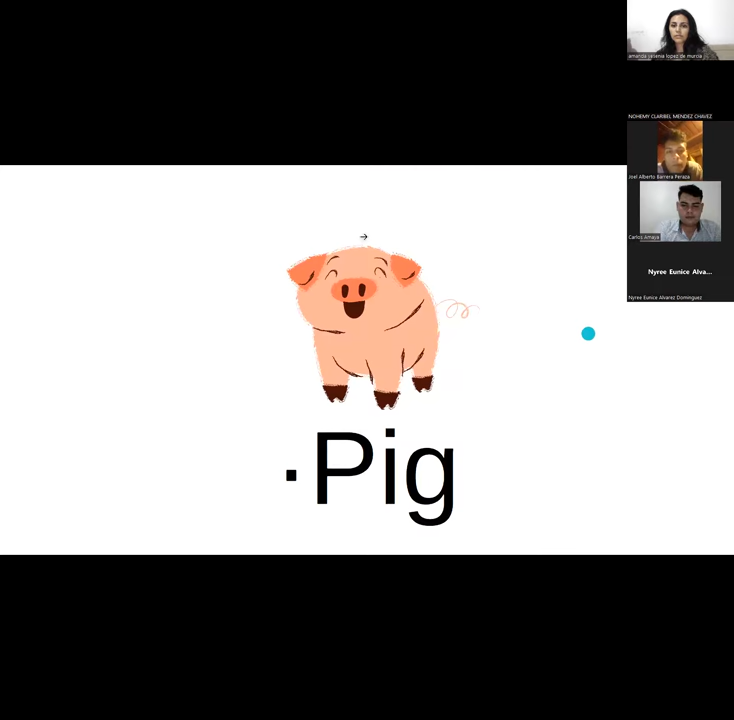 amanda yesenia lopez de murcia
NOHEMY CLARIBEL MENDEZ CHAVEZ
Joel Alberto Barrera Peraza
Carlos Amaya
Nyree Eunice Alva...
Nyree Eunice Alvarez Dominguez
·Pig